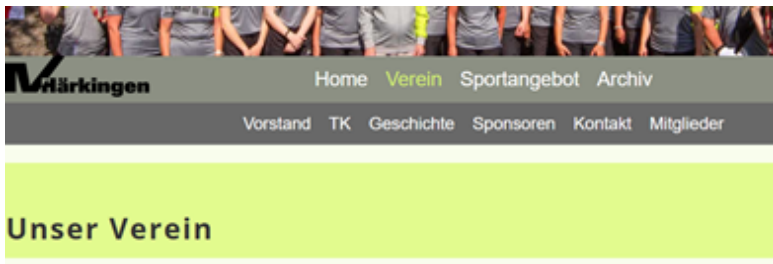 TV Härkingen
Home Verein Sportangebot Archiv
Vorstand TK Geschichte Sponsoren Kontakt Mitglieder
Unser Verein